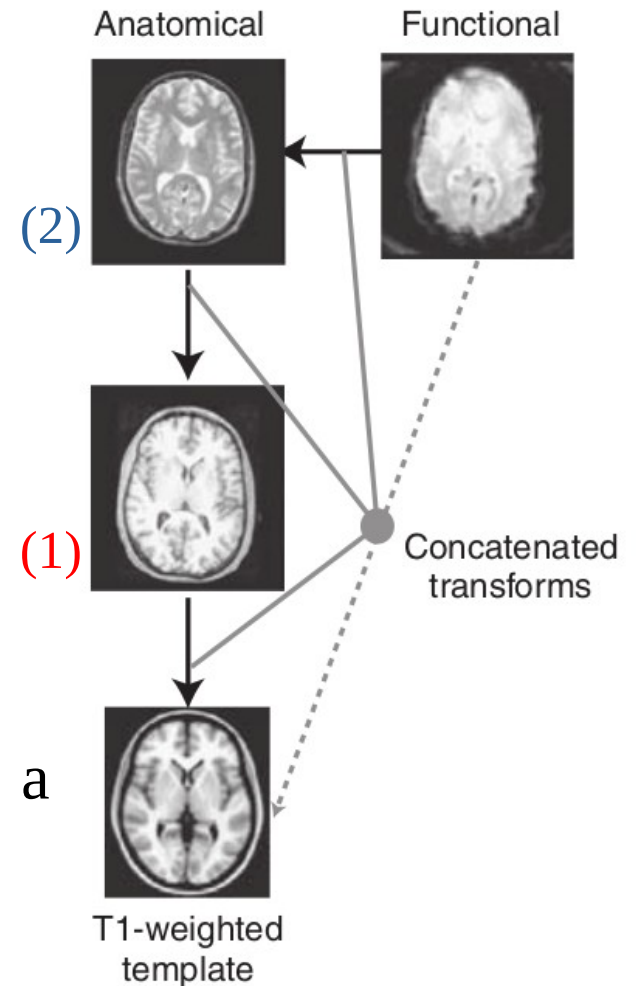 Anatomical
Functional
(2)
(1)
Concatenated
transforms
a
T1-weighted
template